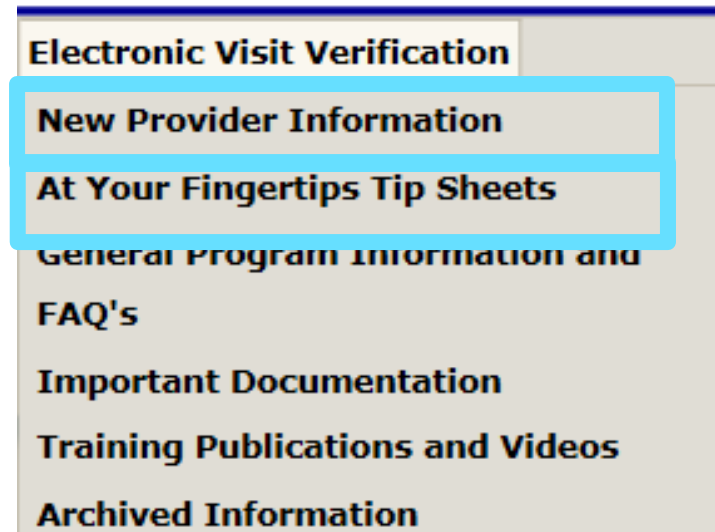 Electronic Visit Verification
New Provider Information
At Your Fingertips Tip Sheets
General Program Information and
FAQ's
Important Documentation
Training Publications and Videos
Archived Information